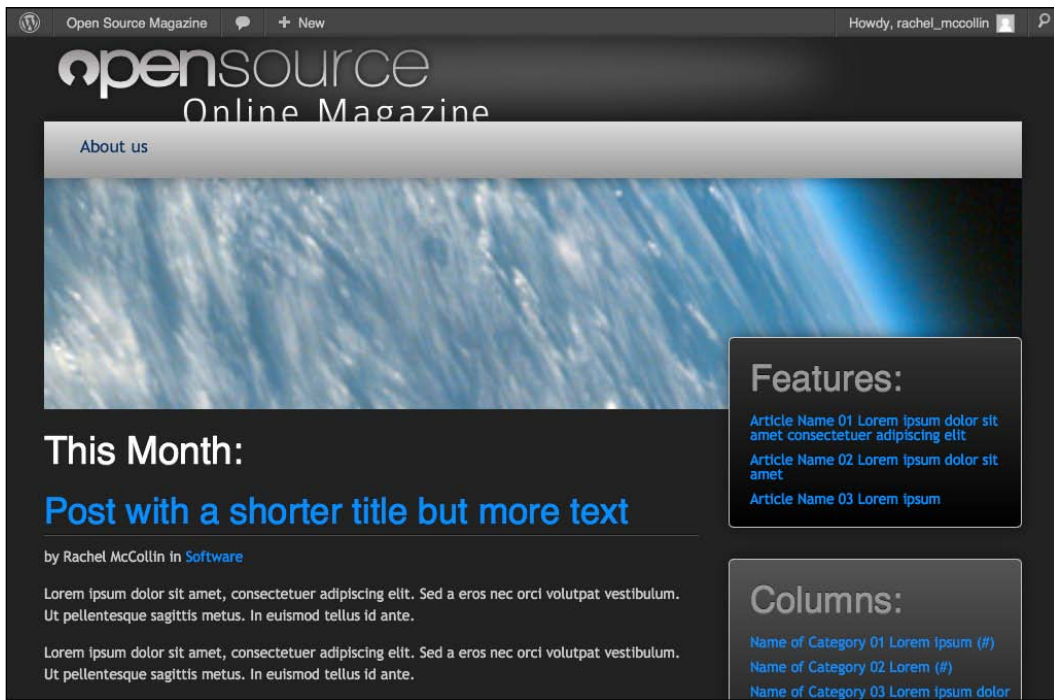 Open Source Magazine + New Howdy, rachel_mccollin
opensource
Online Magazine
About us
This Month:
Post with a shorter title but more text
by Rachel McCollin in Software
Lorem ipsum dolor sit amet, consectetuer adipiscing elit. Sed a eros nec orci volutpat vestibulum.
Ut pellentesque sagittis metus. In euismod tellus id ante.
Lorem ipsum dolor sit amet, consectetuer adipiscing elit. Sed a eros nec orci volutpat vestibulum.
Ut pellentesque sagittis metus. In euismod tellus id ante.
Features:
Article Name 01 Lorem ipsum dolor sit
amet consectetuer adipiscing elit
Article Name 02 Lorem ipsum dolor sit
amet
Article Name 03 Lorem ipsum
Columns:
Name of Category 01 Lorem ipsum (#)
Name of Category 02 Lorem (#)
Name of Category 03 Lorem ipsum dolor